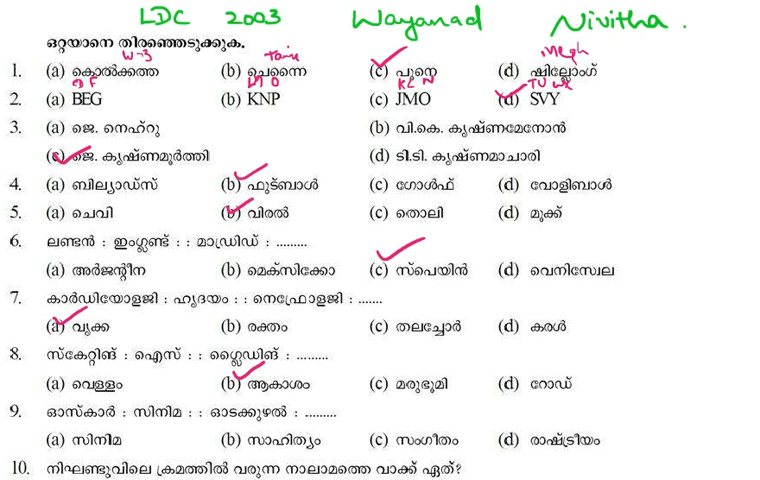 LDC 2003 Wayanad Nivitha.
ഒറ്റയാനെ തിരഞ്ഞെടുക്കുക.
W-B Tami Megh
1. (a) കൊൽക്കത്ത (b) ചെന്നൈ (c) പൂനെ (d) ഷില്ലോംഗ്
2. (a) BEG (b) KNP (c) JMO (d) SVY
3. (a) ജെ. നെഹ്റു (b) വി.കെ. കൃഷ്ണമേനോൻ
(c) ജെ. കൃഷ്ണമൂർത്തി (d) ടി.ടി. കൃഷ്ണമാചാരി
4. (a) ബില്യാഡ്സ് (b) ഫുട്ബാൾ (c) ഗോൾഫ് (d) വോളിബാൾ
5. (a) ചെവി (b) വിരൽ (c) തൊലി (d) മൂക്ക്
6. ലണ്ടൻ : ഇംഗ്ലണ്ട് : : മാഡ്രിഡ് : .........
(a) അർജന്റീന (b) മെക്സിക്കോ (c) സ്പെയിൻ (d) വെനിസ്വേല
7. കാർഡിയോളജി : ഹൃദയം : : നെഫ്രോളജി : .......
(a) വൃക്ക (b) രക്തം (c) തലച്ചോർ (d) കരൾ
8. സ്കേറ്റിങ് : ഐസ് : : ഗ്ലൈഡിങ് : .........
(a) വെള്ളം (b) ആകാശം (c) മരുഭൂമി (d) റോഡ്
9. ഓസ്കാർ : സിനിമ : : ഓടക്കുഴൽ : .........
(a) സിനിമ (b) സാഹിത്യം (c) സംഗീതം (d) രാഷ്ട്രീയം
10. നിഘണ്ടുവിലെ ക്രമത്തിൽ വരുന്ന നാലാമത്തെ വാക്ക് ഏത്?